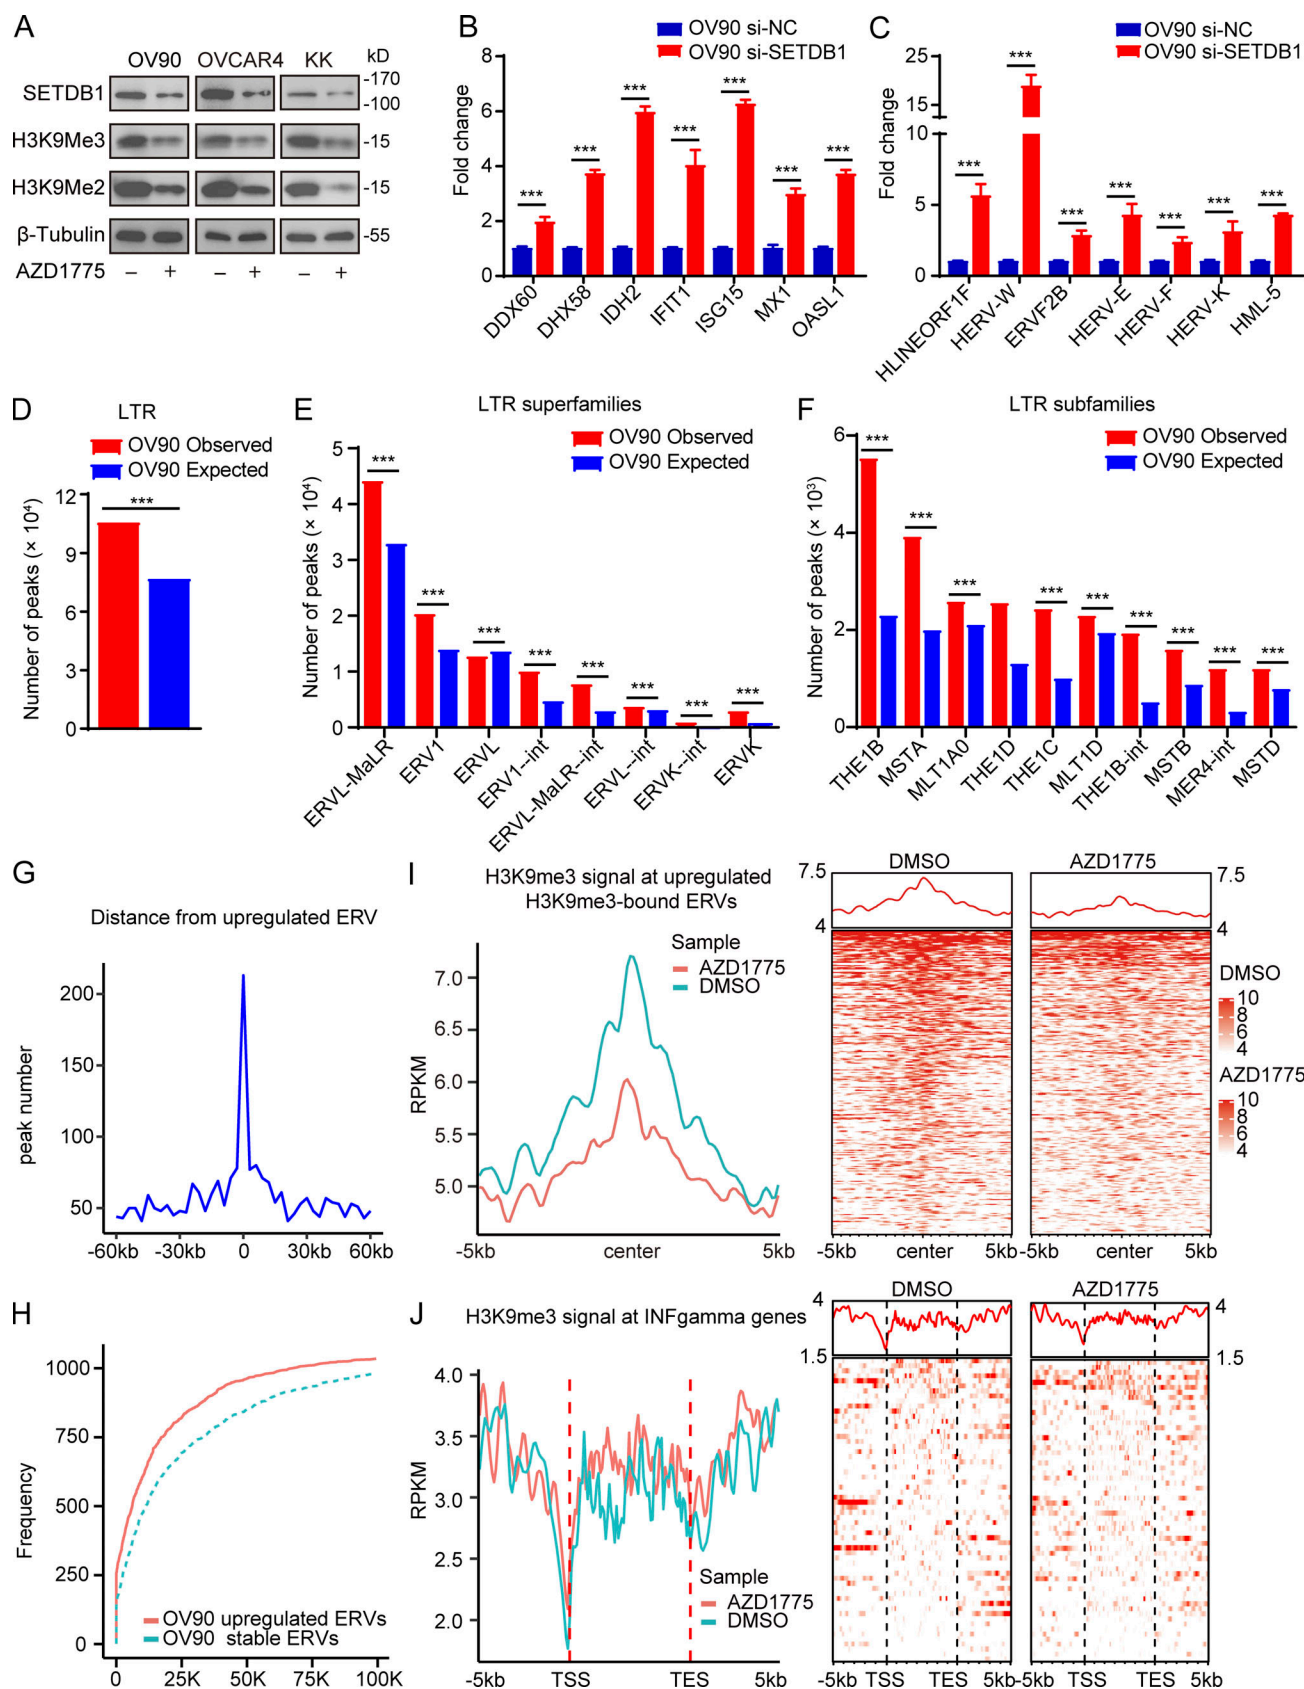 A
OV90 OVCAR4 KK kD
SETDB1
-170
-100
H3K9Me3 -15
H3K9Me2 -15
β-Tubulin -55
AZD1775 – + – + – +
B
OV90 si-NC
OV90 si-SETDB1
Fold change
8
6
4
2
0
*** *** *** *** *** *** ***
DDX60 DHX58 IDH2 IFIT1 ISG15 MX1 OASL1
C
OV90 si-NC
OV90 si-SETDB1
Fold change
25
15
10
5
0
*** *** *** *** *** *** ***
HLINEORF1F HERV-W ERVF2B HERV-E HERV-F HERV-K HML-5
D
LTR
OV90 Observed
OV90 Expected
Number of peaks (× 10⁴)
12
9
6
3
0
***
E
LTR superfamilies
OV90 Observed
OV90 Expected
Number of peaks (× 10⁴)
5
4
3
2
1
0
*** *** *** *** *** *** *** ***
ERVL-MaLR ERV1 ERVL ERV1--int ERVL-MaLR--int ERVL--int ERVK--int ERVK
F
LTR subfamilies
OV90 Observed
OV90 Expected
Number of peaks (× 10³)
6
4
2
0
*** *** *** *** *** *** *** *** ***
THE1B MSTA MLT1A0 THE1D THE1C MLT1D THE1B-int MSTB MER4-int MSTD
G
Distance from upregulated ERV
peak number
200
150
100
50
-60kb -30kb 0 30kb 60kb
H
Frequency
1000
750
500
250
0
OV90 upregulated ERVs
OV90 stable ERVs
0 25K 50K 75K 100K
I
H3K9me3 signal at upregulated
H3K9me3-bound ERVs
Sample
AZD1775
DMSO
RPKM
7.0
6.5
6.0
5.5
5.0
-5kb center 5kb
DMSO AZD1775
7.5 7.5
4 4
DMSO
10
8
6
4
AZD1775
10
8
6
4
-5kb center 5kb -5kb center 5kb
J
H3K9me3 signal at INFgamma genes
RPKM
4.0
3.5
3.0
2.5
2.0
Sample
AZD1775
DMSO
-5kb TSS TES 5kb
DMSO AZD1775
4 4
1.5 1.5
-5kb TSS TES 5kb -5kb TSS TES 5kb